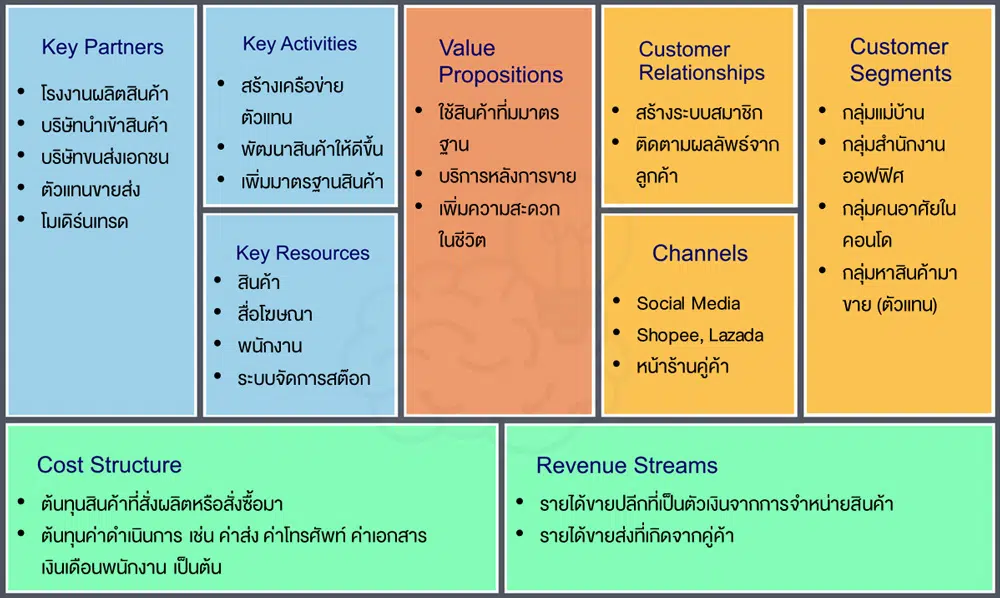 Key Partners
• โรงงานผลิตสินค้า
• บริษัทนำเข้าสินค้า
• บริษัทขนส่งเอกชน
• ตัวแทนขายส่ง
• โมเดิร์นเทรด
Key Activities
• สร้างเครือข่าย
ตัวแทน
• พัฒนาสินค้าให้ดีขึ้น
• เพิ่มมาตรฐานสินค้า
Key Resources
• สินค้า
• สื่อโฆษณา
• พนักงาน
• ระบบจัดการสต๊อก
Value
Propositions
• ใช้สินค้าที่มมาตร
ฐาน
• บริการหลังการขาย
• เพิ่มความสะดวก
ในชีวิต
Customer
Relationships
• สร้างระบบสมาชิก
• ติดตามผลลัพธ์จาก
ลูกค้า
Channels
• Social Media
• Shopee, Lazada
• หน้าร้านคู่ค้า
Customer
Segments
• กลุ่มแม่บ้าน
• กลุ่มสำนักงาน
ออฟฟิศ
• กลุ่มคนอาศัยใน
คอนโด
• กลุ่มหาสินค้ามา
ขาย (ตัวแทน)
Cost Structure
• ต้นทุนสินค้าที่สั่งผลิตหรือสั่งซื้อมา
• ต้นทุนค่าดำเนินการ เช่น ค่าส่ง ค่าโทรศัพท์ ค่าเอกสาร
เงินเดือนพนักงาน เป็นต้น
Revenue Streams
• รายได้ขายปลีกที่เป็นตัวเงินจากการจำหน่ายสินค้า
• รายได้ขายส่งที่เกิดจากคู่ค้า